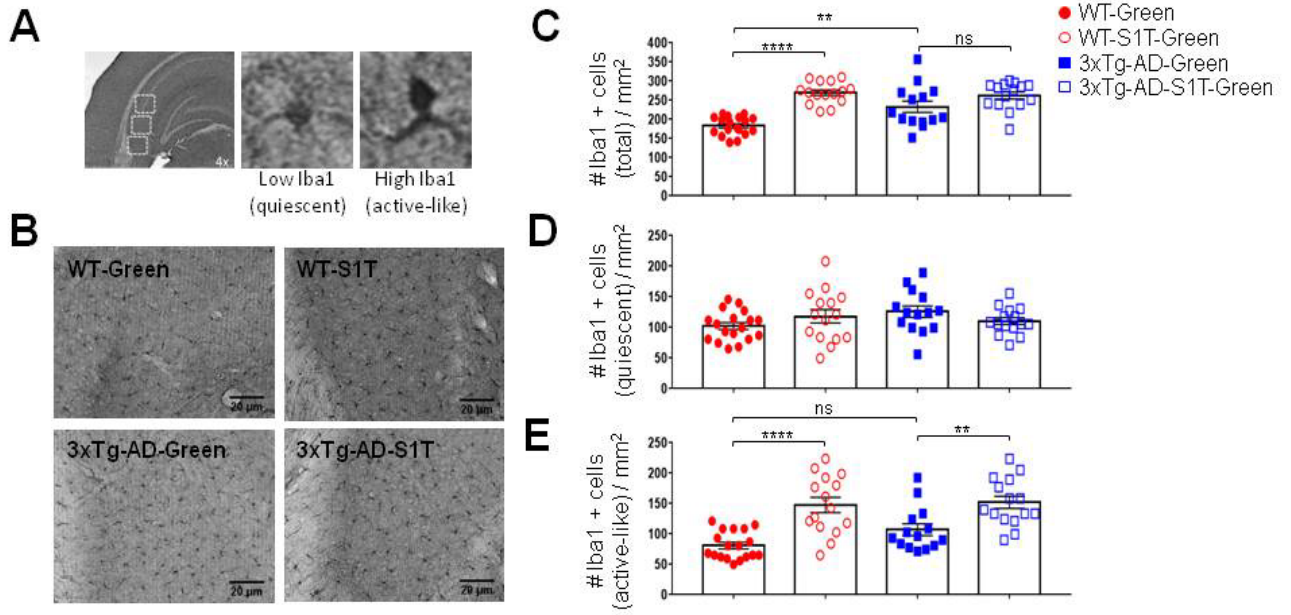 A
4x
Low Iba1
(quiescent)
High Iba1
(active-like)
B
WT-Green
20 µm
WT-S1T
20 µm
3xTg-AD-Green
20 µm
3xTg-AD-S1T
20 µm
C
#Iba1 + cells
(total) / mm²
400
350
300
250
200
150
100
50
0
**
****
ns
WT-Green
WT-S1T-Green
3xTg-AD-Green
3xTg-AD-S1T-Green
D
#Iba1 + cells
(quiescent) / mm²
250
200
150
100
50
0
E
#Iba1 + cells
(active-like) / mm²
250
200
150
100
50
0
ns
****
**